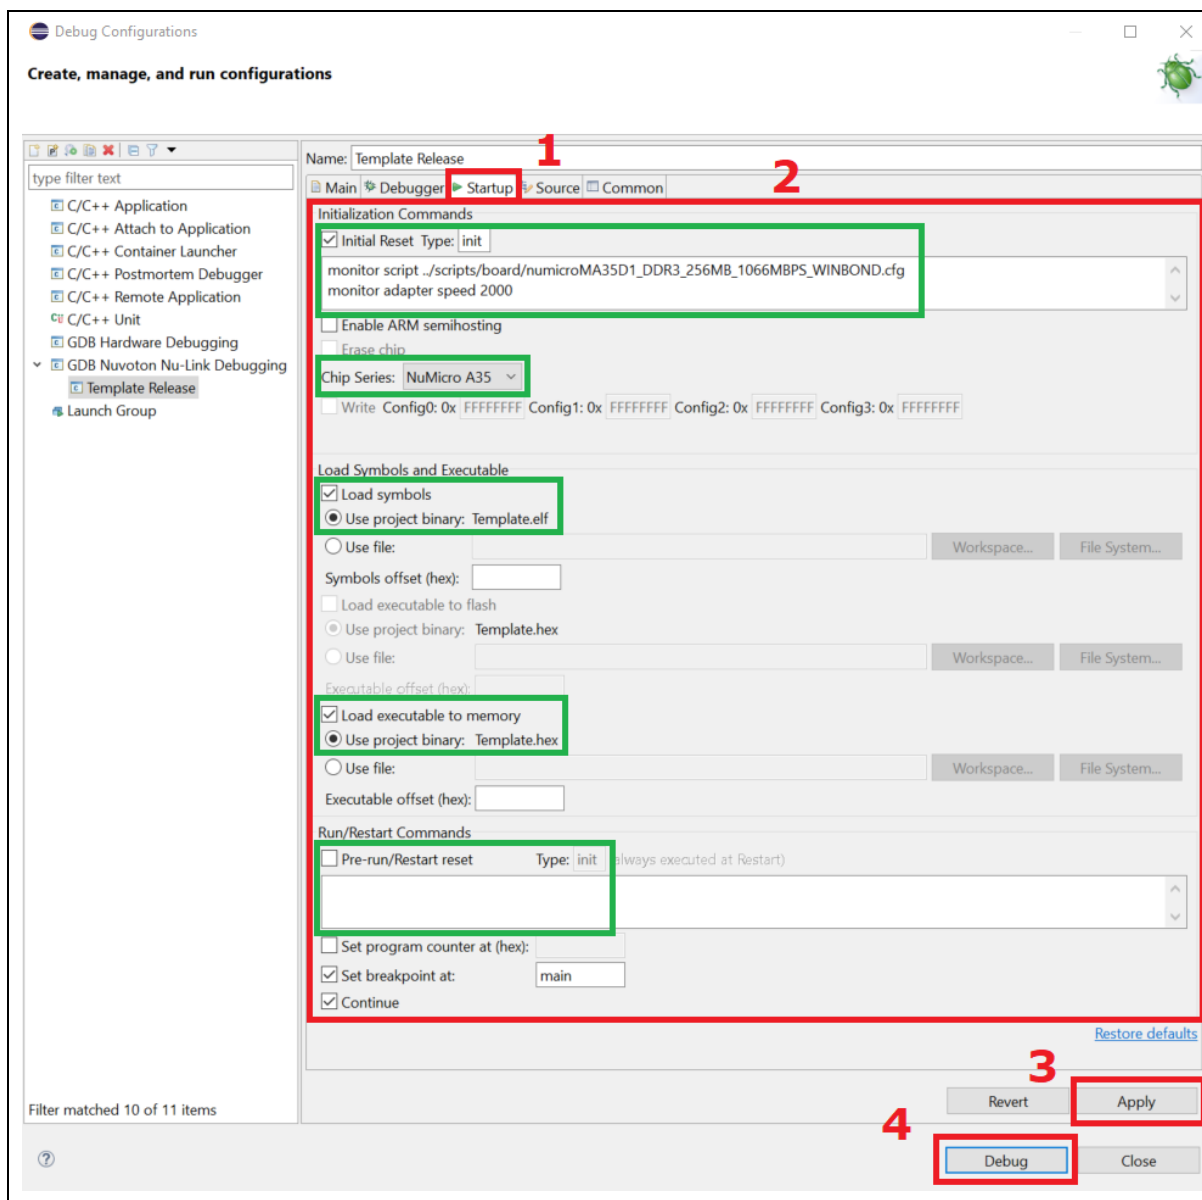 Debug Configurations
Create, manage, and run configurations
1
Name: Template Release
type filter text
2
Main Debugger Startup Source Common
C/C++ Application
C/C++ Attach to Application
C/C++ Container Launcher
C/C++ Postmortem Debugger
C/C++ Remote Application
C/C++ Unit
GDB Hardware Debugging
GDB Nuvoton Nu-Link Debugging
Template Release
Launch Group
Initialization Commands
Initial Reset Type: init
monitor script ../scripts/board/numicroMA35D1_DDR3_256MB_1066MBPS_WINBOND.cfg
monitor adapter speed 2000
Enable ARM semihosting
Erase chip
Chip Series: NuMicro A35
Write Config0: 0x FFFFFFFF Config1: 0x FFFFFFFF Config2: 0x FFFFFFFF Config3: 0x FFFFFFFF
Load Symbols and Executable
Load symbols
Use project binary: Template.elf
Use file: Workspace... File System...
Symbols offset (hex):
Load executable to flash
Use project binary: Template.hex
Use file: Workspace... File System...
Executable offset (hex):
Load executable to memory
Use project binary: Template.hex
Use file: Workspace... File System...
Executable offset (hex):
Run/Restart Commands
Pre-run/Restart reset Type: init always executed at Restart)
Set program counter at (hex):
Set breakpoint at: main
Continue
Restore defaults
3
Filter matched 10 of 11 items
Revert Apply
4
Debug Close